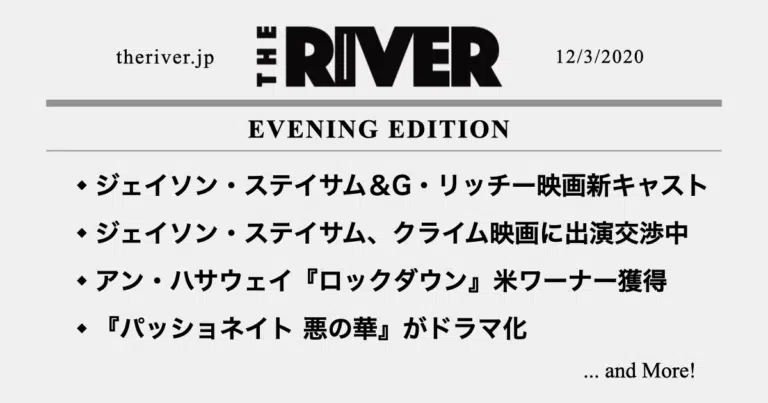 theriver.jp
THE RIVER
12/3/2020
EVENING EDITION
◆ ジェイソン・ステイサム＆G・リッチー映画新キャスト
◆ ジェイソン・ステイサム、クライム映画に出演交渉中
◆ アン・ハサウェイ『ロックダウン』米ワーナー獲得
◆ 『パッショネイト 悪の華』がドラマ化
... and More!